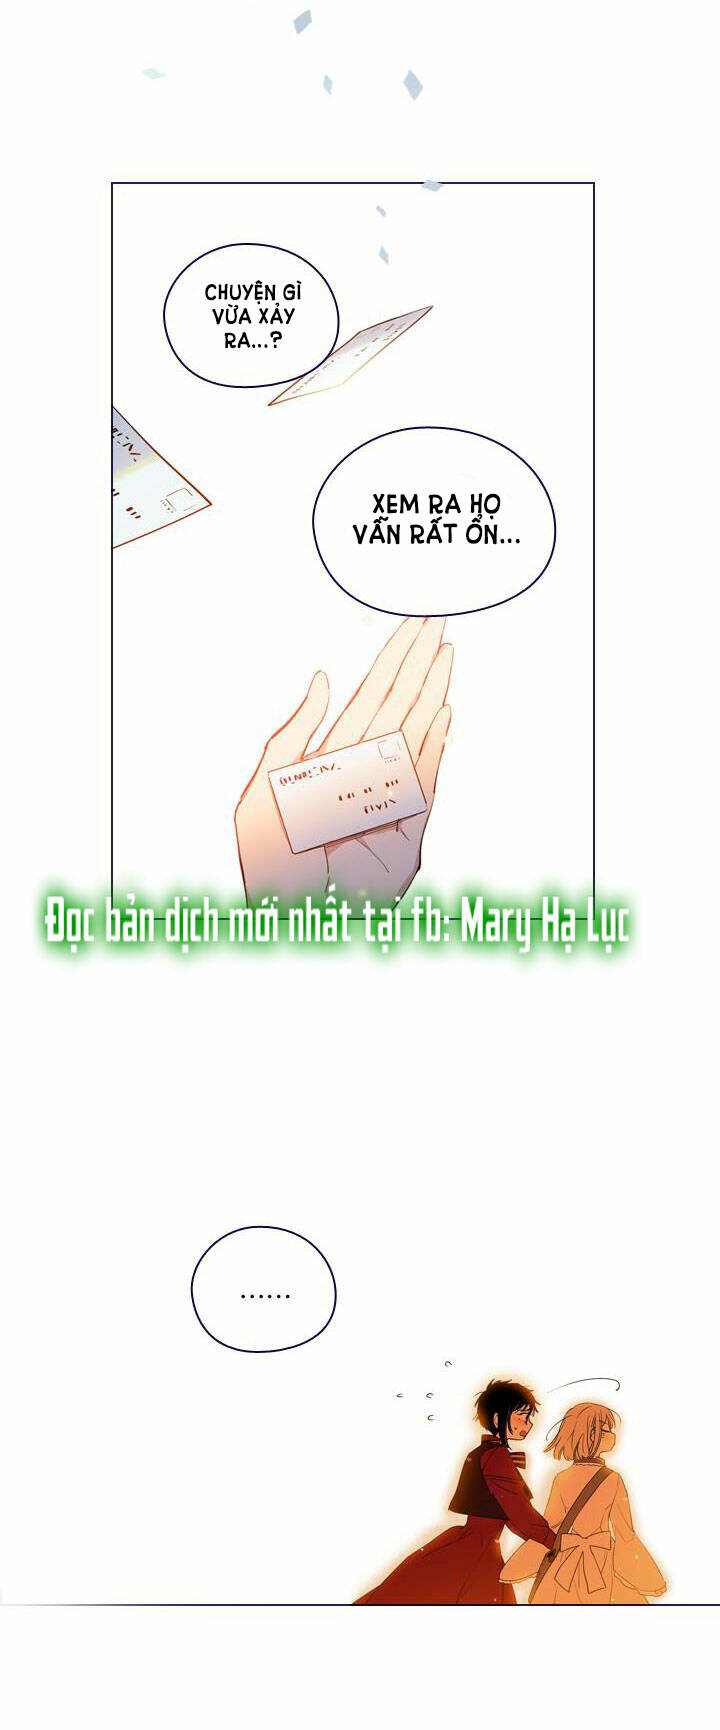 CHUYỆN GÌ
VỪA XẢY
RA...?
XEM RA HỌ
VẪN RẤT ỔN...
Đọc bản dịch mới nhất tại fb: Mary Hạ Lục
......